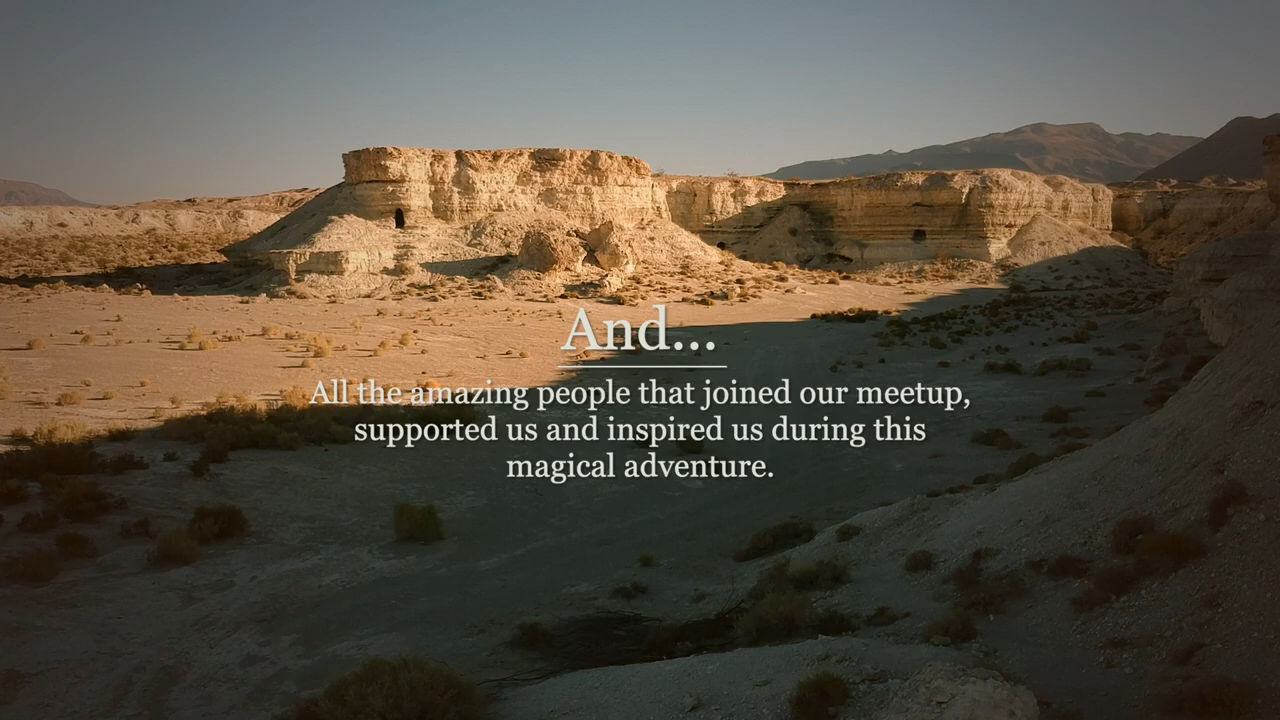 And...
All the amazing people that joined our meetup,
supported us and inspired us during this
magical adventure.